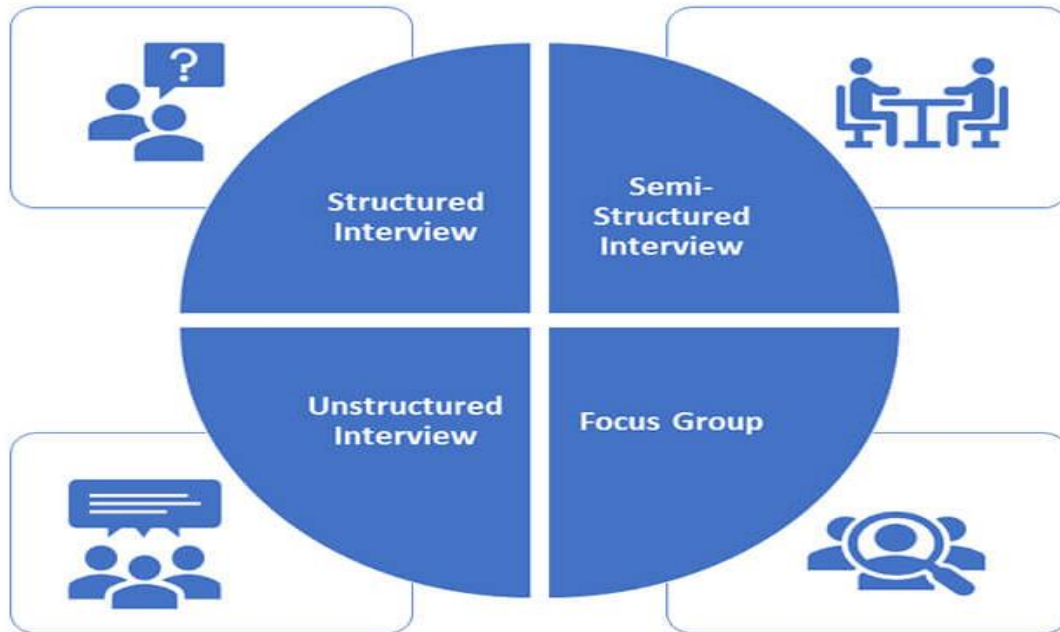 ?
Structured
Interview
Semi-
Structured
Interview
Unstructured
Interview
Focus Group